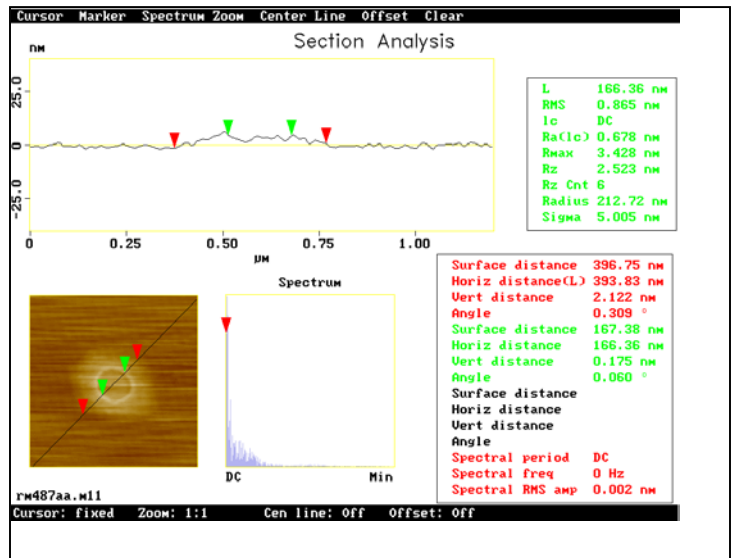 Cursor Marker Spectrum Zoom Center Line Offset Clear
Section Analysis
nm
25.0
0
-25.0
0 0.25 0.50 0.75 1.00
μm
L 166.36 nm
RMS 0.865 nm
lc DC
Ra(lc) 0.678 nm
Rmax 3.428 nm
Rz 2.523 nm
Rz Cnt 6
Radius 212.72 nm
Sigma 5.005 nm
Spectrum
DC Min
Surface distance 396.75 nm
Horiz distance(L) 393.83 nm
Vert distance 2.122 nm
Angle 0.309 °
Surface distance 167.38 nm
Horiz distance 166.36 nm
Vert distance 0.175 nm
Angle 0.060 °
Surface distance
Horiz distance
Vert distance
Angle
Spectral period DC
Spectral freq 0 Hz
Spectral RMS amp 0.002 nm
rm487aa.m11
Cursor: fixed Zoom: 1:1 Cen line: Off Offset: Off